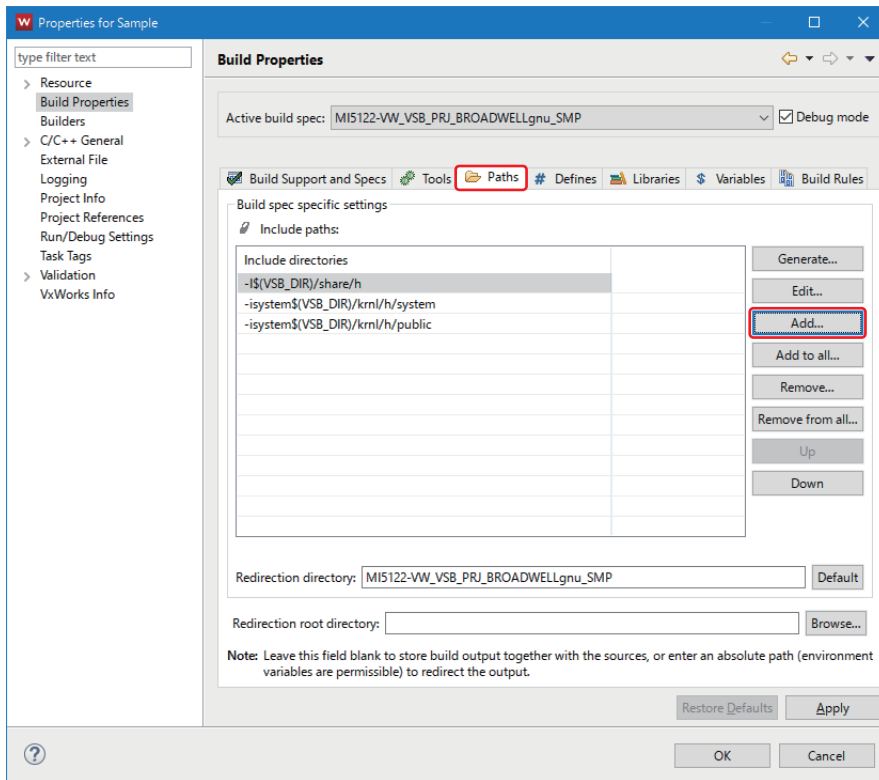 Properties for Sample
type filter text
Resource
Build Properties
Builders
C/C++ General
External File
Logging
Project Info
Project References
Run/Debug Settings
Task Tags
Validation
VxWorks Info
Build Properties
Active build spec: MI5122-VW_VSB_PRJ_BROADWELLgnu_SMP Debug mode
Build Support and Specs Tools Paths # Defines Libraries $ Variables Build Rules
Build spec specific settings
Include paths:
Include directories
-I$(VSB_DIR)/share/h
-isystem$(VSB_DIR)/krnl/h/system
-isystem$(VSB_DIR)/krnl/h/public
Generate...
Edit...
Add...
Add to all...
Remove...
Remove from all...
Up
Down
Redirection directory: MI5122-VW_VSB_PRJ_BROADWELLgnu_SMP Default
Redirection root directory: Browse...
Note: Leave this field blank to store build output together with the sources, or enter an absolute path (environment
variables are permissible) to redirect the output.
Restore Defaults Apply
? OK Cancel